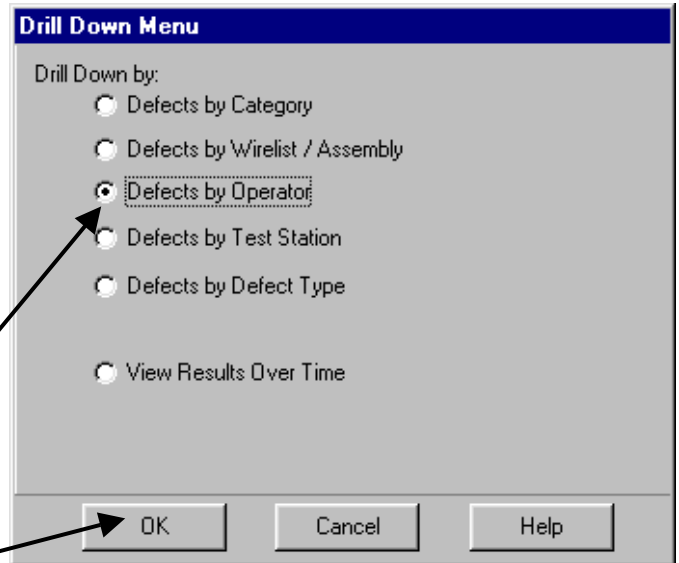 Drill Down Menu
Drill Down by:
Defects by Category
Defects by Wirelist / Assembly
Defects by Operator
Defects by Test Station
Defects by Defect Type
View Results Over Time
OK Cancel Help